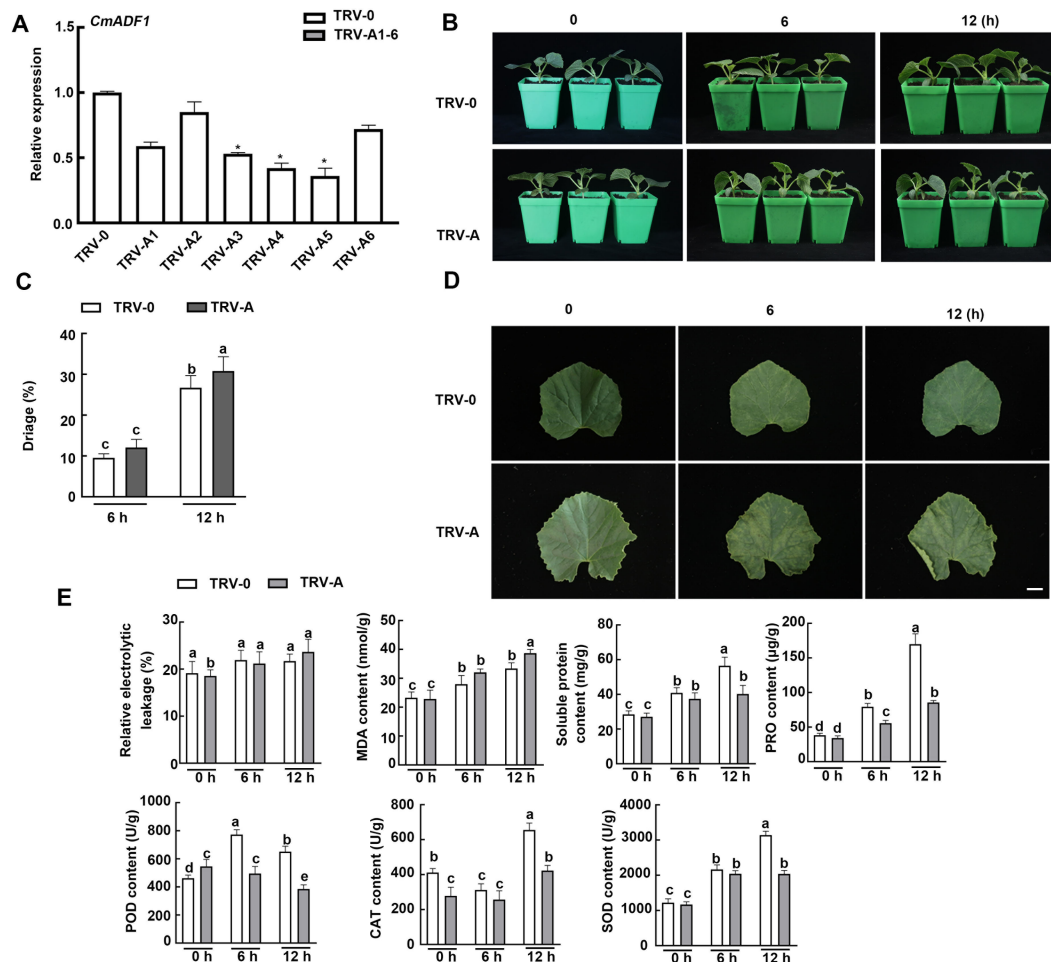 A
CmADF1
TRV-0
TRV-A1-6
Relative expression
1.5
1.0
0.5
0.0
*
*
*
TRV-0
TRV-A1
TRV-A2
TRV-A3
TRV-A4
TRV-A5
TRV-A6
B
0
6
12 (h)
TRV-0
TRV-A
C
TRV-0
TRV-A
Driage (%)
40
30
20
10
0
c
c
b
a
6 h
12 h
D
0
6
12 (h)
TRV-0
TRV-A
E
TRV-0
TRV-A
Relative electrolytic
leakage (%)
30
20
20
10
0
a
b
a
a
a
a
0 h
6 h
12 h
MDA content (nmol/g)
50
40
30
20
10
0
c
c
b
b
b
a
0 h
6 h
12 h
Soluble protein
content (mg/g)
80
60
40
20
0
c
c
b
b
a
b
0 h
6 h
12 h
PRO content (μg/g)
200
150
100
50
0
d
d
b
c
a
b
0 h
6 h
12 h
POD content (U/g)
1000
800
600
400
200
0
d
c
a
c
b
e
0 h
6 h
12 h
CAT content (U/g)
800
600
400
200
0
b
c
c
c
a
b
0 h
6 h
12 h
SOD content (U/g)
4000
3000
2000
1000
0
c
c
b
b
a
b
0 h
6 h
12 h